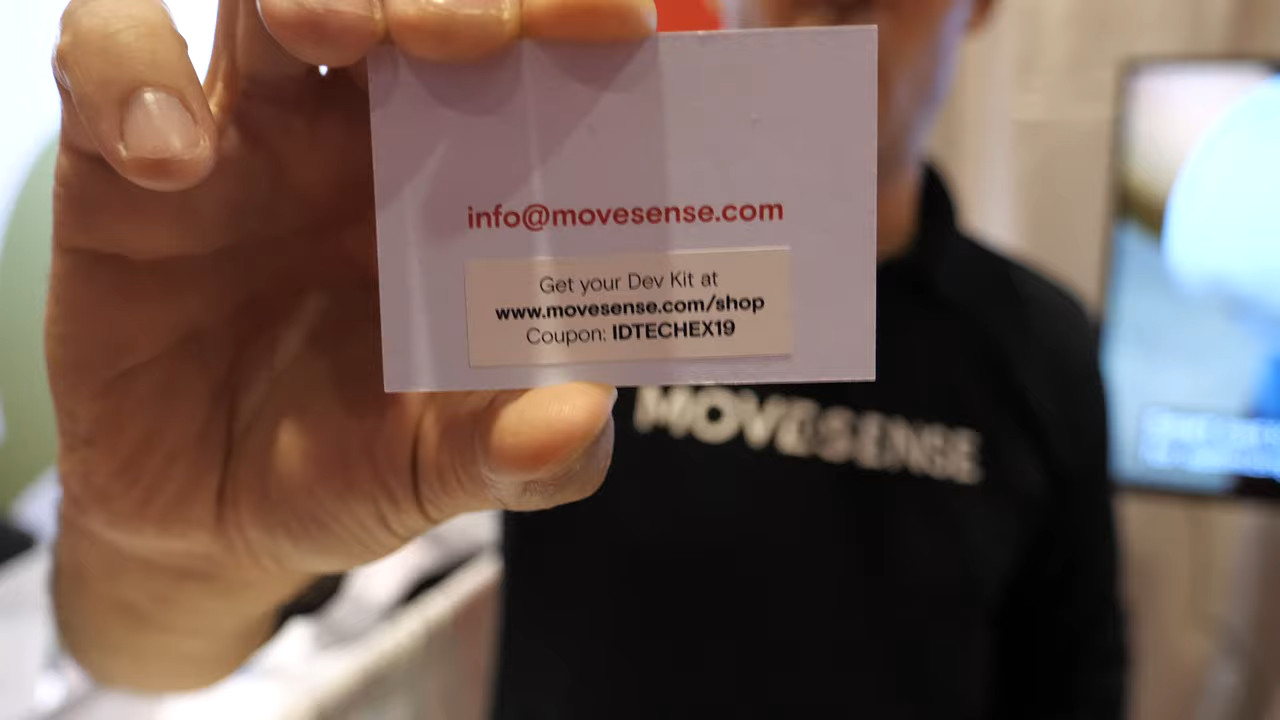 info@movesense.com
Get your Dev Kit at
www.movesense.com/shop
Coupon: IDTECHEX19
MOVESENSE